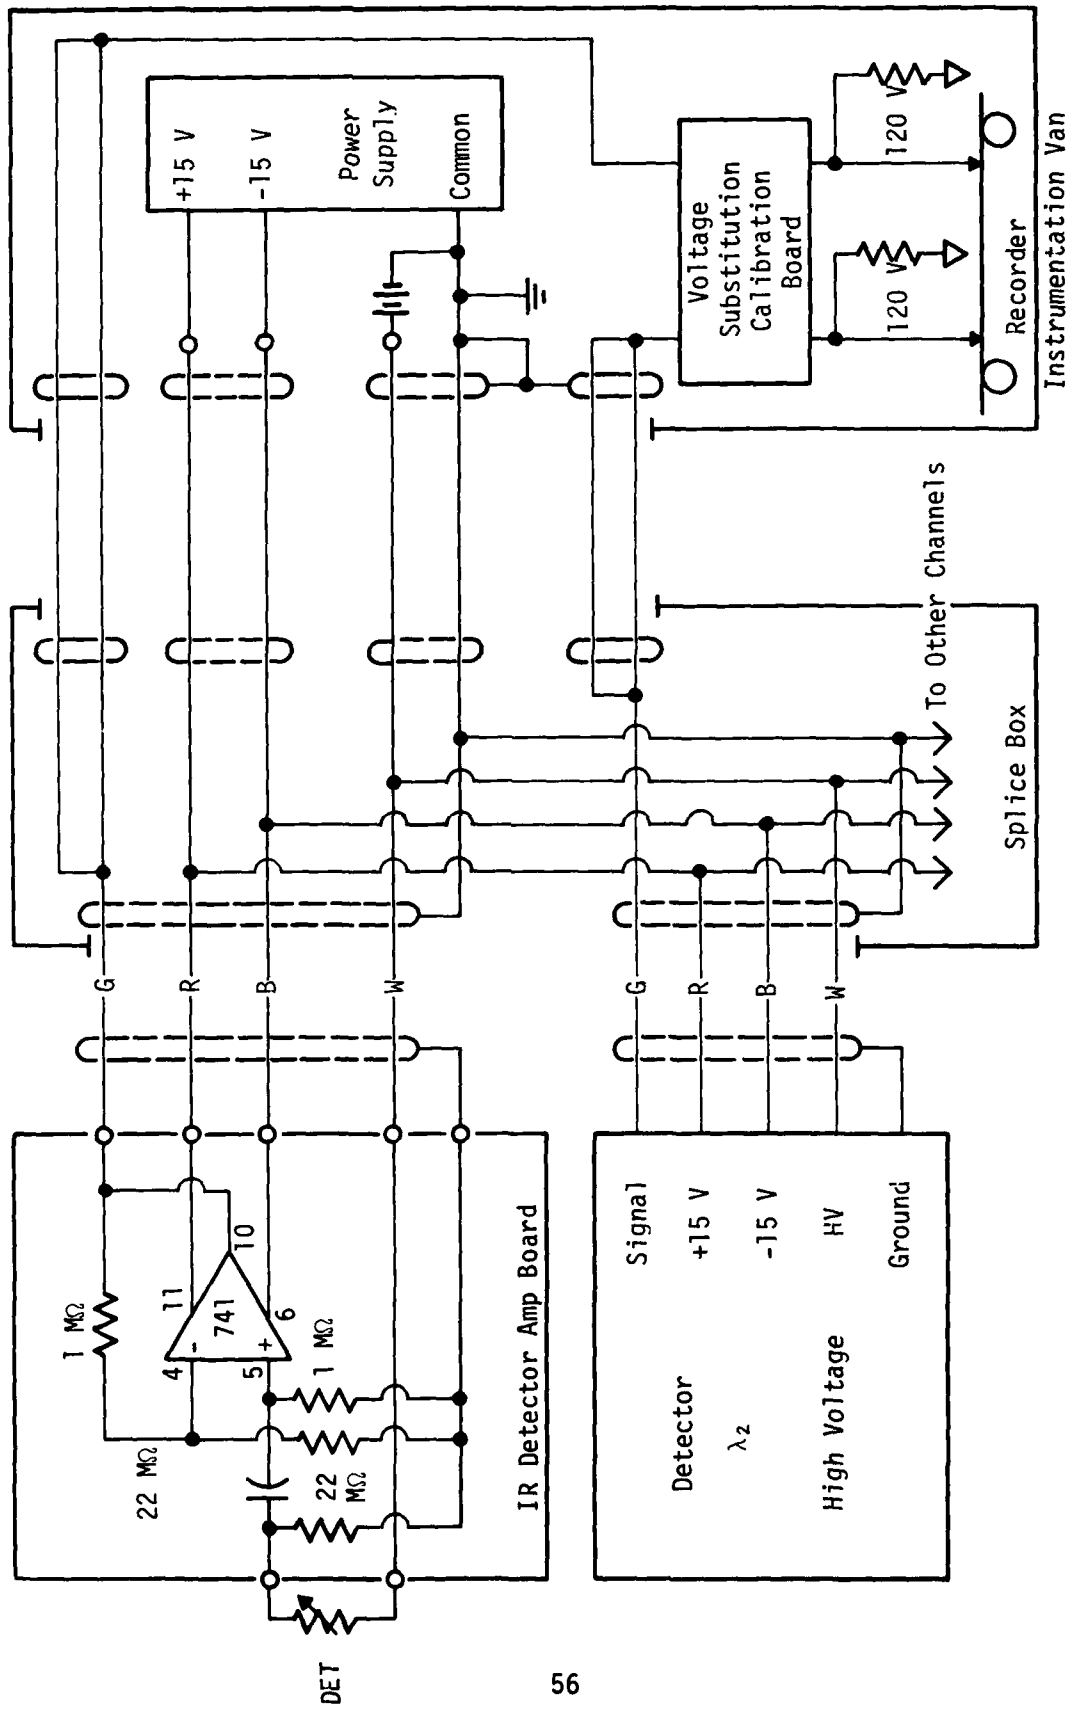 +15 V
-15 V
Power
Supply
Common
Voltage
Substitution
Calibration
Board
120 V
120 V
Recorder
Instrumentation Van
To Other Channels
Splice Box
G
R
B
W
G
R
B
W
1 MΩ
11
10
4
741
-
+
5
6
1 MΩ
22 MΩ
22
MΩ
IR Detector Amp Board
DET
Signal
+15 V
-15 V
HV
Ground
Detector
λ2
High Voltage
56